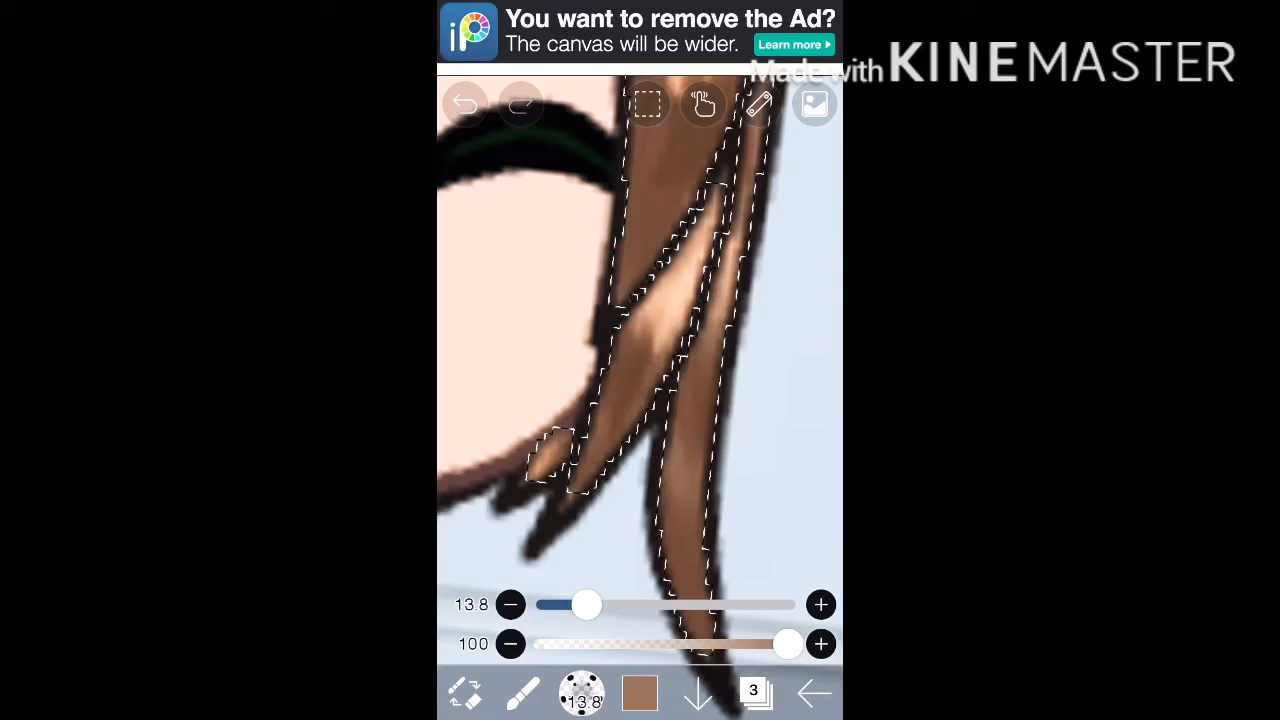 iP
You want to remove the Ad?
The canvas will be wider.
Learn more
Made with KINEMASTER
13.8
100
13.8
3